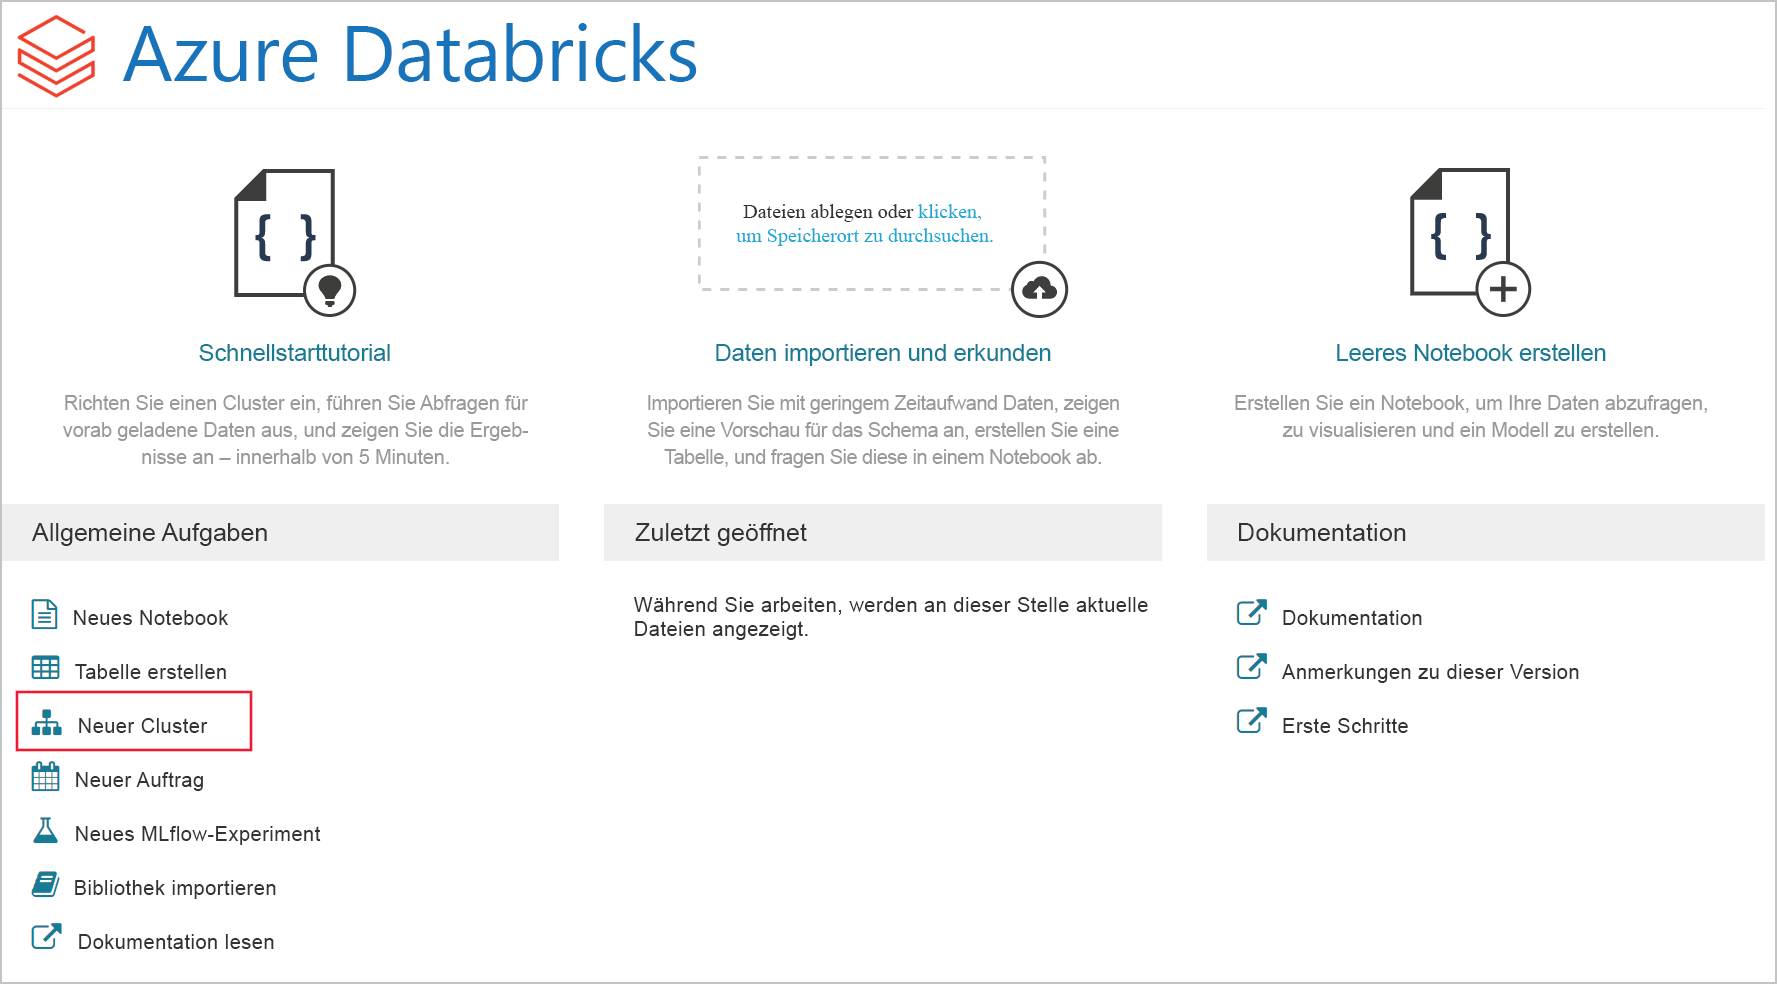 Azure Databricks
Dateien ablegen oder klicken,
um Speicherort zu durchsuchen.
Schnellstarttutorial
Richten Sie einen Cluster ein, führen Sie Abfragen für
vorab geladene Daten aus, und zeigen Sie die Ergeb-
nisse an – innerhalb von 5 Minuten.
Daten importieren und erkunden
Importieren Sie mit geringem Zeitaufwand Daten, zeigen
Sie eine Vorschau für das Schema an, erstellen Sie eine
Tabelle, und fragen Sie diese in einem Notebook ab.
Leeres Notebook erstellen
Erstellen Sie ein Notebook, um Ihre Daten abzufragen,
zu visualisieren und ein Modell zu erstellen.
Allgemeine Aufgaben
Neues Notebook
Tabelle erstellen
Neuer Cluster
Neuer Auftrag
Neues MLflow-Experiment
Bibliothek importieren
Dokumentation lesen
Zuletzt geöffnet
Während Sie arbeiten, werden an dieser Stelle aktuelle
Dateien angezeigt.
Dokumentation
Dokumentation
Anmerkungen zu dieser Version
Erste Schritte